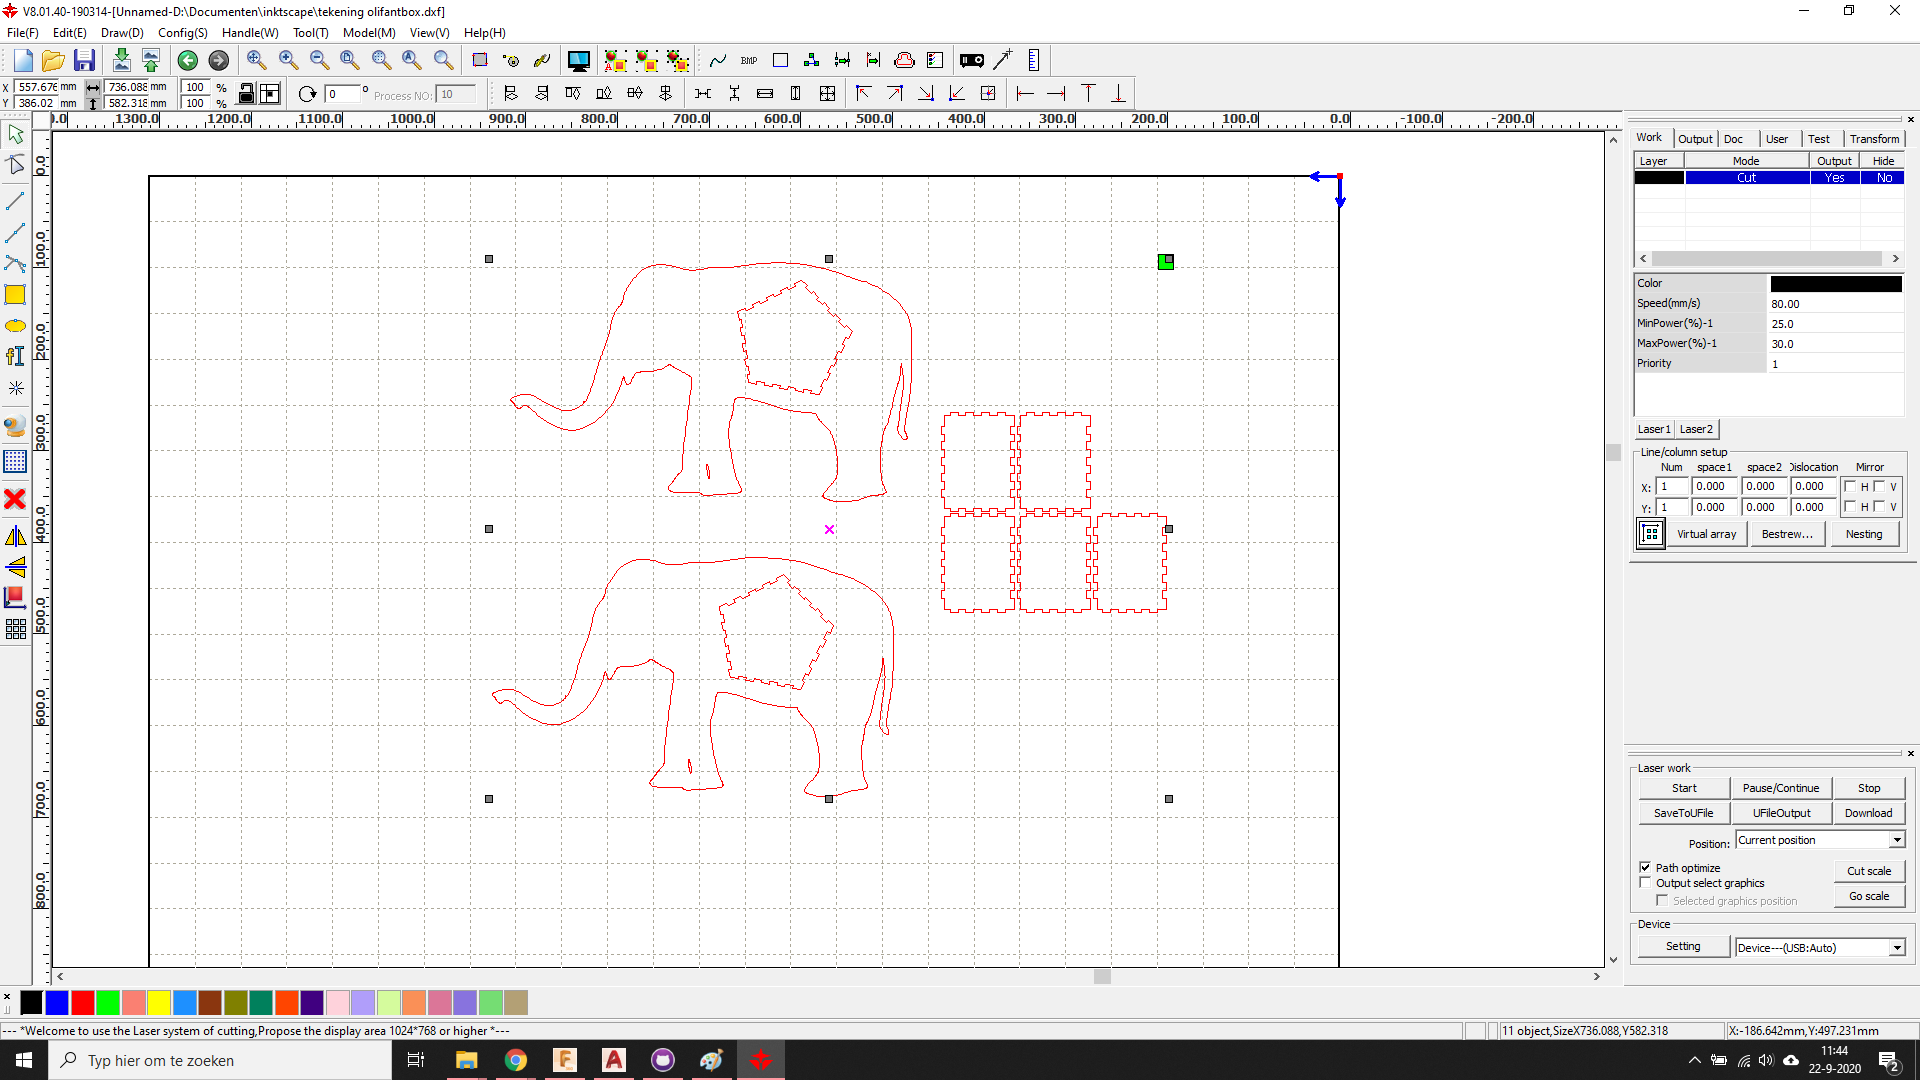 V8.01.40-190314-[Unnamed-D:\Documenten\inktscape\tekening olifantbox.dxf]
File(F) Edit(E) Draw(D) Config(S) Handle(W) Tool(T) Model(M) View(V) Help(H)
BMP
X 557.676 mm 736.088 mm 100 %
Y 386.02 mm 582.318 mm 100 %
0 ° Process NO: 10
0.0 1300.0 1200.0 1100.0 1000.0 900.0 800.0 700.0 600.0 500.0 400.0 300.0 200.0 100.0 0.0 -100.0 -200.0
0.0
100.0
200.0
300.0
400.0
500.0
600.0
700.0
800.0
Work Output Doc User Test Transform
Layer Mode Output Hide
Cut Yes No
Color
Speed(mm/s) 80.00
MinPower(%)-1 25.0
MaxPower(%)-1 30.0
Priority 1
Laser1 Laser2
Line/column setup
Num space1 space2 Dislocation Mirror
X: 1 0.000 0.000 0.000 H V
Y: 1 0.000 0.000 0.000 H V
Virtual array Bestrew... Nesting
Laser work
Start Pause/Continue Stop
SaveToUFile UFileOutput Download
Position: Current position
Path optimize
Output select graphics
Selected graphics position
Cut scale
Go scale
Device
Setting Device---(USB:Auto)
--- *Welcome to use the Laser system of cutting,Propose the display area 1024*768 or higher *---
11 object,SizeX736.088,Y582.318
X:-186.642mm,Y:497.231mm
Typ hier om te zoeken
11:44
22-9-2020
2